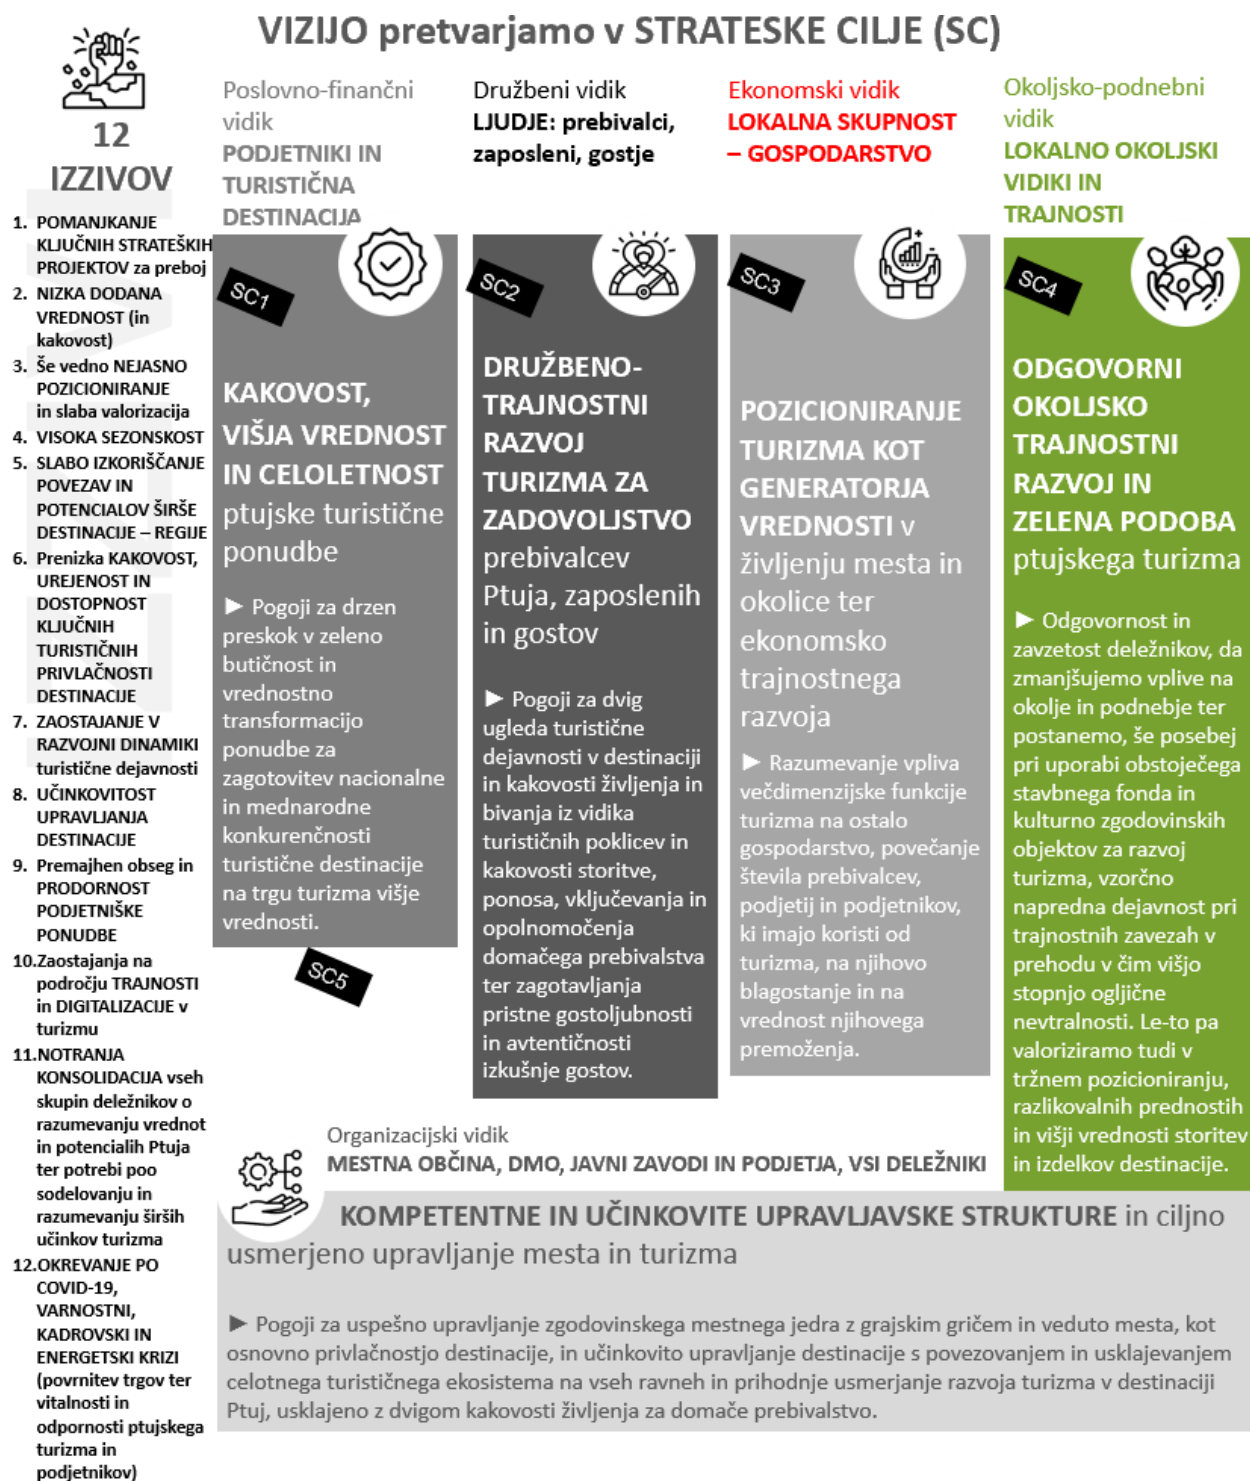 VIZIJO pretvarjamo v STRATESKE CILJE (SC)
12
IZZIVOV
1. POMANJKANJE
KLJUČNIH STRATEŠKIH
PROJEKTOV za preboj
2. NIZKA DODANA
VREDNOST (in
kakovost)
3. Še vedno NEJASNO
POZICIONIRANJE
in slaba valorizacija
4. VISOKA SEZONSKOST
5. SLABO IZKORIŠČANJE
POVEZAV IN
POTENCIALOV ŠIRŠE
DESTINACIJE – REGIJE
6. Prenizka KAKOVOST,
UREJENOST IN
DOSTOPNOST
KLJUČNIH
TURISTIČNIH
PRIVLAČNOSTI
DESTINACIJE
7. ZAOSTAJANJE V
RAZVOJNI DINAMIKI
turistične dejavnosti
8. UČINKOVITOST
UPRAVLJANJA
DESTINACIJE
9. Premajhen obseg in
PRODORNOST
PODJETNIŠKE
PONUDBE
10.Zaostajanja na
področju TRAJNOSTI
in DIGITALIZACIJE v
turizmu
11.NOTRANJA
KONSOLIDACIJA vseh
skupin deležnikov o
razumevanju vrednot
in potencialih Ptuja
ter potrebi poo
sodelovanju in
razumevanju širših
učinkov turizma
12.OKREVANJE PO
COVID-19,
VARNOSTNI,
KADROVSKI IN
ENERGETSKI KRIZI
(povrnitev trgov ter
vitalnosti in
odpornosti ptujskega
turizma in
podjetnikov)
Poslovno-finančni
vidik
PODJETNIKI IN
TURISTIČNA
DESTINACIJA
SC1
KAKOVOST,
VIŠJA VREDNOST
IN CELOLETNOST
ptujske turistične
ponudbe
► Pogoji za drzen
preskok v zeleno
butičnost in
vrednostno
transformacijo
ponudbe za
zagotovitev nacionalne
in mednarodne
konkurenčnosti
turistične destinacije
na trgu turizma višje
vrednosti.
Družbeni vidik
LJUDJE: prebivalci,
zaposleni, gostje
SC2
DRUŽBENO-
TRAJNOSTNI
RAZVOJ
TURIZMA ZA
ZADOVOLJSTVO
prebivalcev
Ptuja, zaposlenih
in gostov
► Pogoji za dvig
ugleda turistične
dejavnosti v destinaciji
in kakovosti življenja in
bivanja iz vidika
turističnih poklicev in
kakovosti storitve,
ponosa, vključevanja in
opolnomočenja
domačega prebivalstva
ter zagotavljanja
pristne gostoljubnosti
in avtentičnosti
izkušnje gostov.
Ekonomski vidik
LOKALNA SKUPNOST
– GOSPODARSTVO
SC3
POZICIONIRANJE
TURIZMA KOT
GENERATORJA
VREDNOSTI v
življenju mesta in
okolice ter
ekonomsko
trajnostnega
razvoja
► Razumevanje vpliva
večdimenzijske funkcije
turizma na ostalo
gospodarstvo, povečanje
števila prebivalcev,
podjetij in podjetnikov,
ki imajo koristi od
turizma, na njihovo
blagostanje in na
vrednost njihovega
premoženja.
Okoljsko-podnebni
vidik
LOKALNO OKOLJSKI
VIDIKI IN
TRAJNOSTI
SC4
ODGOVORNI
OKOLJSKO
TRAJNOSTNI
RAZVOJ IN
ZELENA PODOBA
ptujskega turizma
► Odgovornost in
zavzetost deležnikov, da
zmanjšujemo vplive na
okolje in podnebje ter
postanemo, še posebej
pri uporabi obstoječega
stavbnega fonda in
kulturno zgodovinskih
objektov za razvoj
turizma, vzorčno
napredna dejavnost pri
trajnostnih zavezah v
prehodu v čim višjo
stopnjo ogljične
nevtralnosti. Le-to pa
valoriziramo tudi v
tržnem pozicioniranju,
razlikovalnih prednostih
in višji vrednosti storitev
in izdelkov destinacije.
SC5
Organizacijski vidik
MESTNA OBČINA, DMO, JAVNI ZAVODI IN PODJETJA, VSI DELEŽNIKI
KOMPETENTNE IN UČINKOVITE UPRAVLJAVSKE STRUKTURE in ciljno
usmerjeno upravljanje mesta in turizma
► Pogoji za uspešno upravljanje zgodovinskega mestnega jedra z grajskim gričem in veduto mesta, kot
osnovno privlačnostjo destinacije, in učinkovito upravljanje destinacije s povezovanjem in usklajevanjem
celotnega turističnega ekosistema na vseh ravneh in prihodnje usmerjanje razvoja turizma v destinaciji
Ptuj, usklajeno z dvigom kakovosti življenja za domače prebivalstvo.